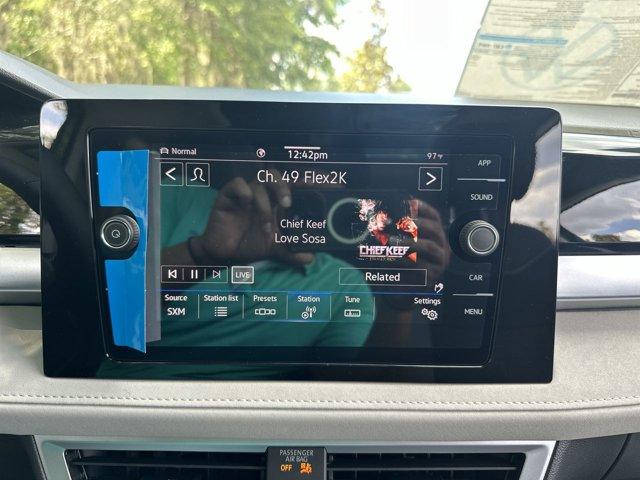 Normal
12:42pm
97°F
APP
Ch. 49 Flex2K
SOUND
Chief Keef
Love Sosa
CHIEF KEEF
LIVE
Related
CAR
Source
Station list
Presets
Station
Tune
Settings
SXM
MENU
PASSENGER
AIR BAG
OFF